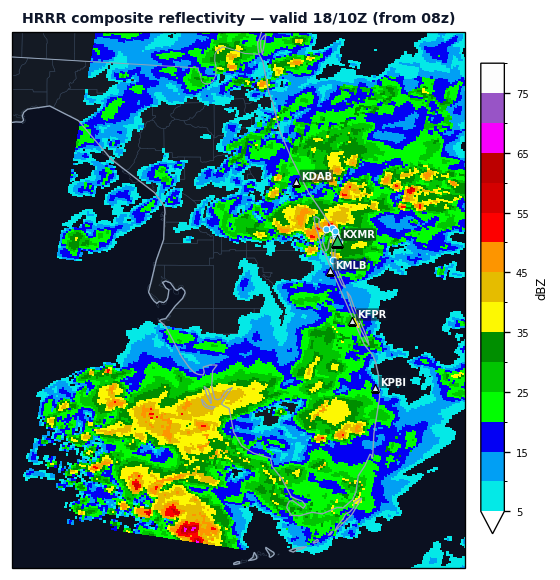 HRRR composite reflectivity — valid 18/10Z (from 08z)
KDAB
KXMR
KMLB
KFPR
KPBI
75
65
55
45
35
25
15
5
dBZ